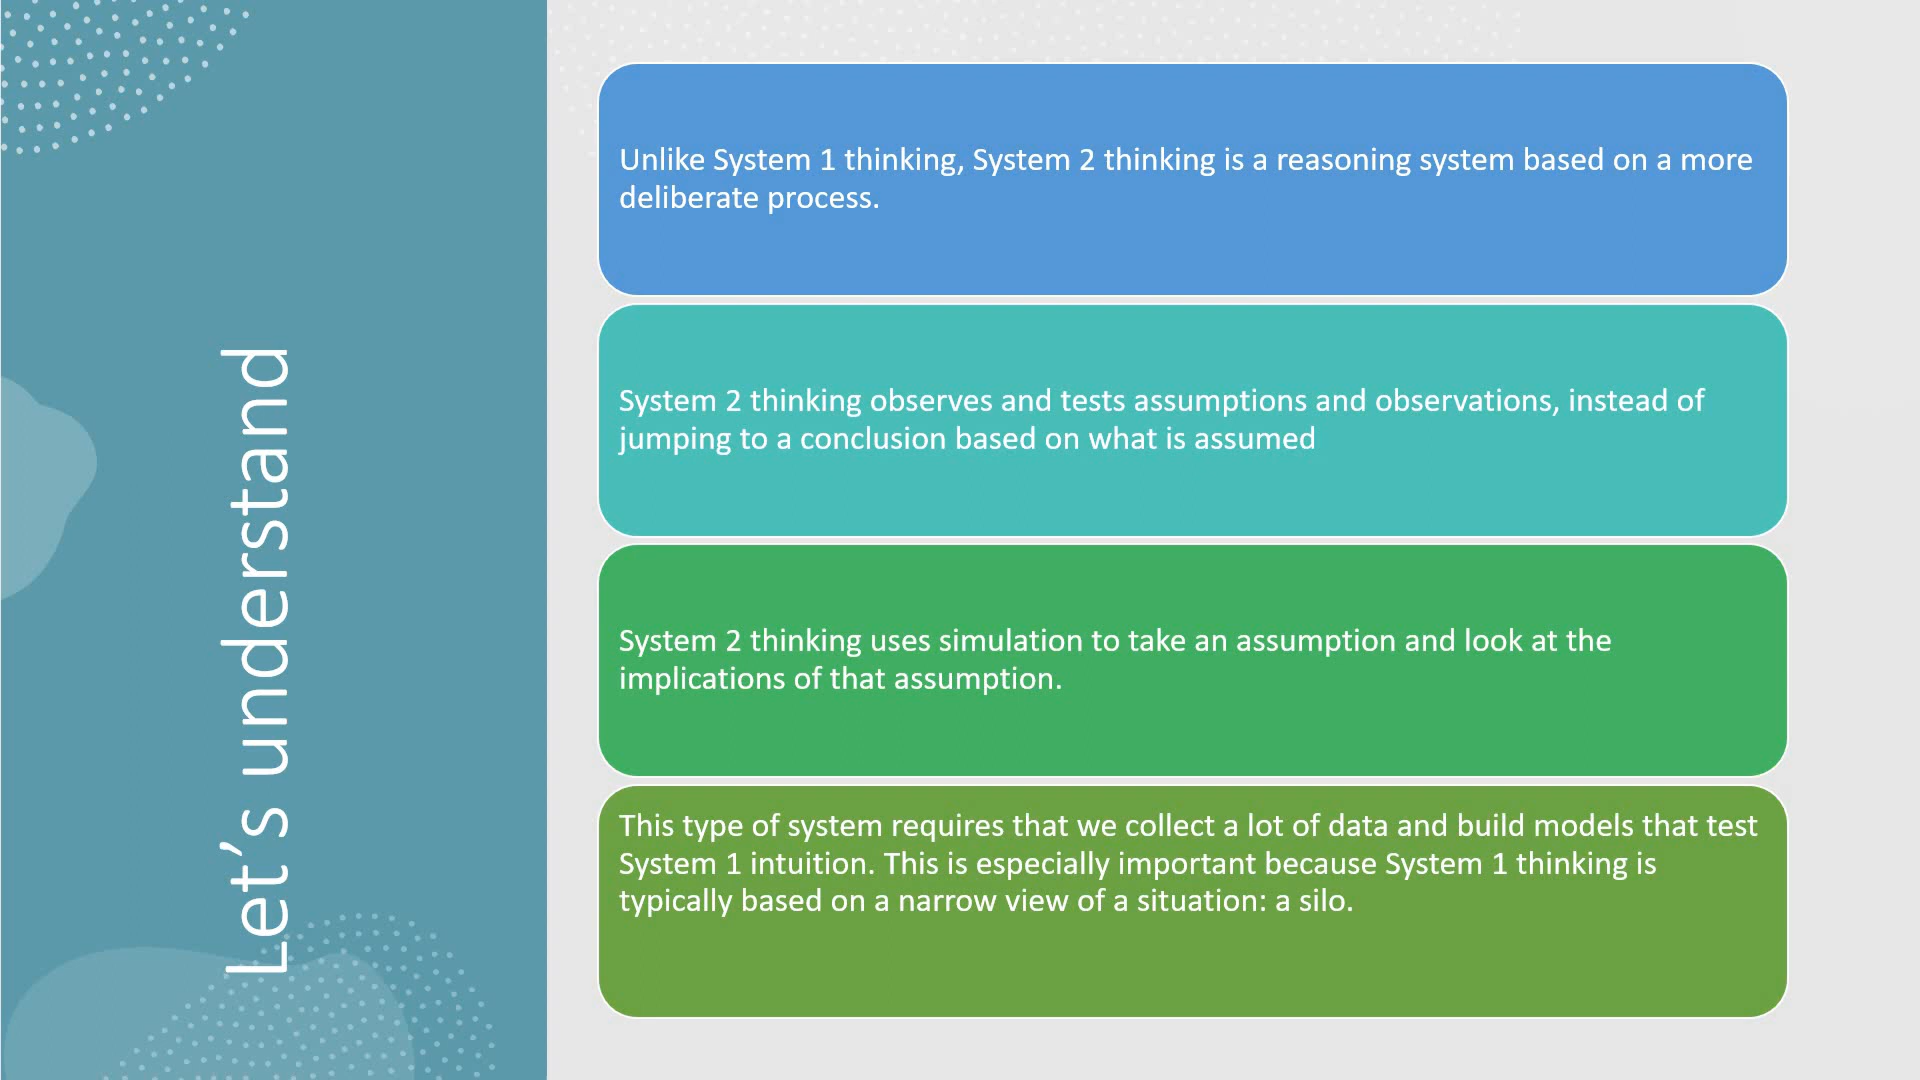 Let's understand
Unlike System 1 thinking, System 2 thinking is a reasoning system based on a more
deliberate process.
System 2 thinking observes and tests assumptions and observations, instead of
jumping to a conclusion based on what is assumed
System 2 thinking uses simulation to take an assumption and look at the
implications of that assumption.
This type of system requires that we collect a lot of data and build models that test
System 1 intuition. This is especially important because System 1 thinking is
typically based on a narrow view of a situation: a silo.